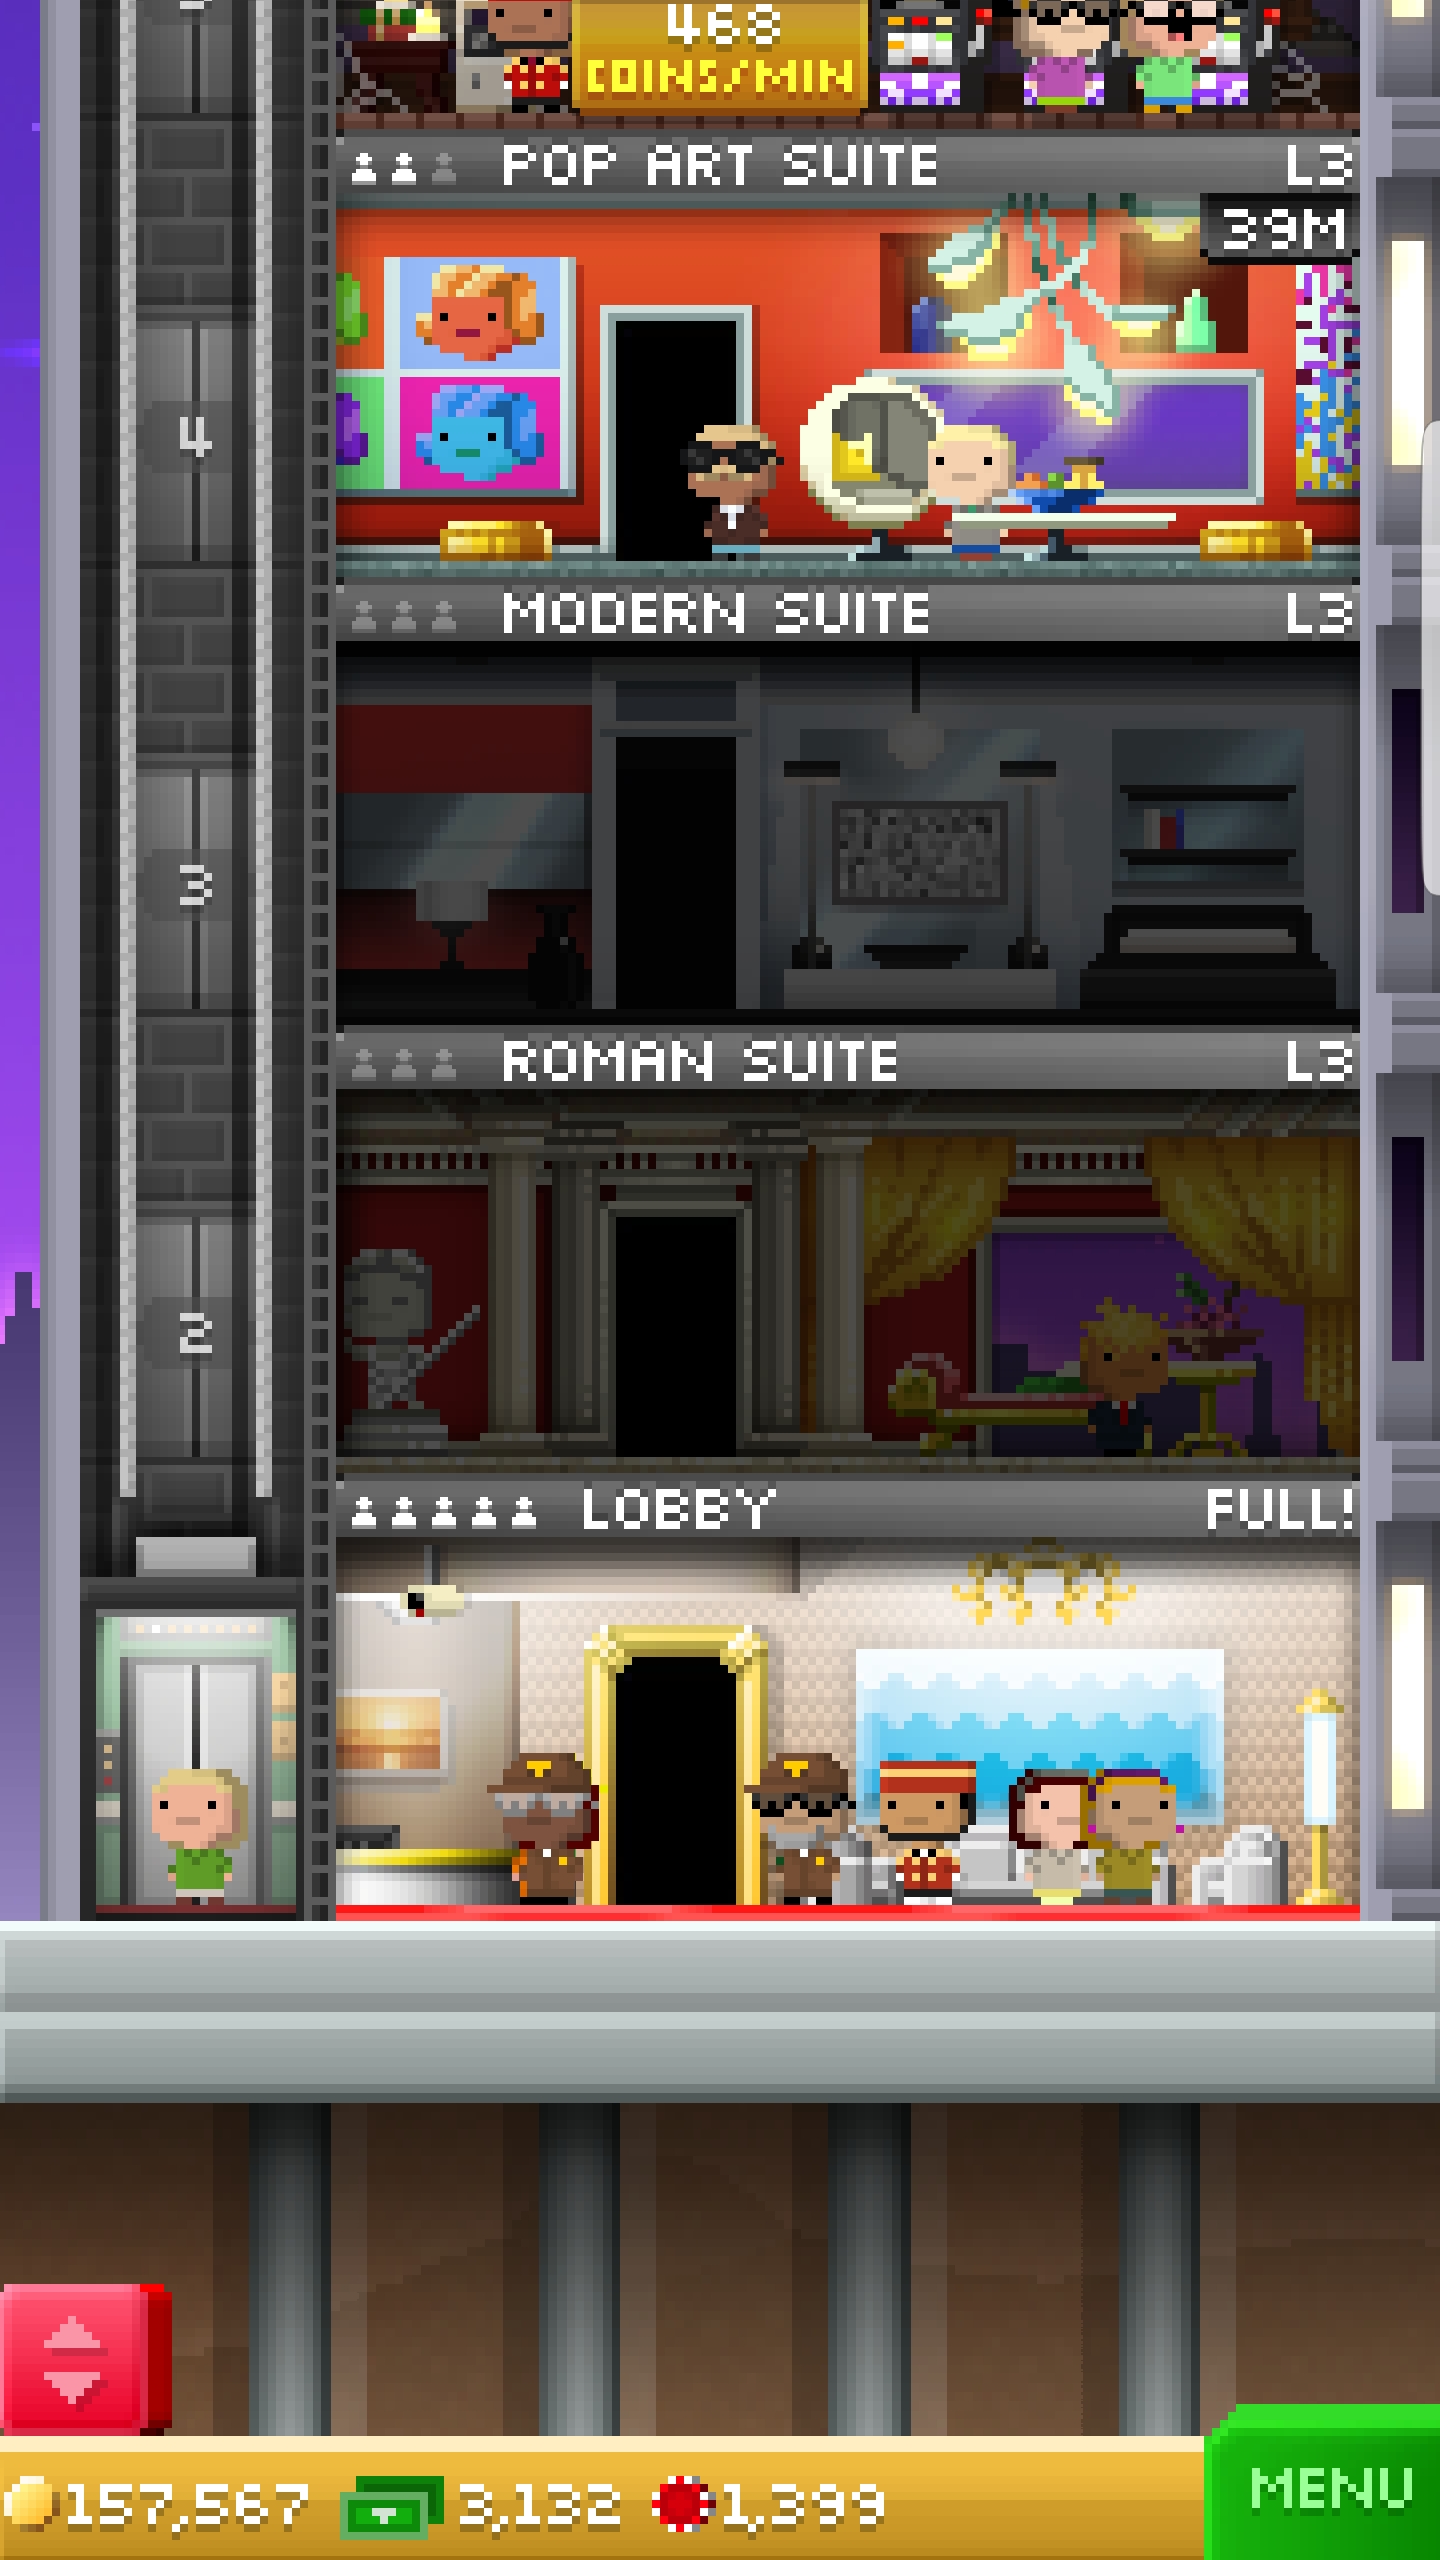 468
COINS/MIN
POP ART SUITE L3
39M
4
MODERN SUITE L3
3
ROMAN SUITE L3
2
LOBBY FULL!
157,567 3,132 1,399
MENU